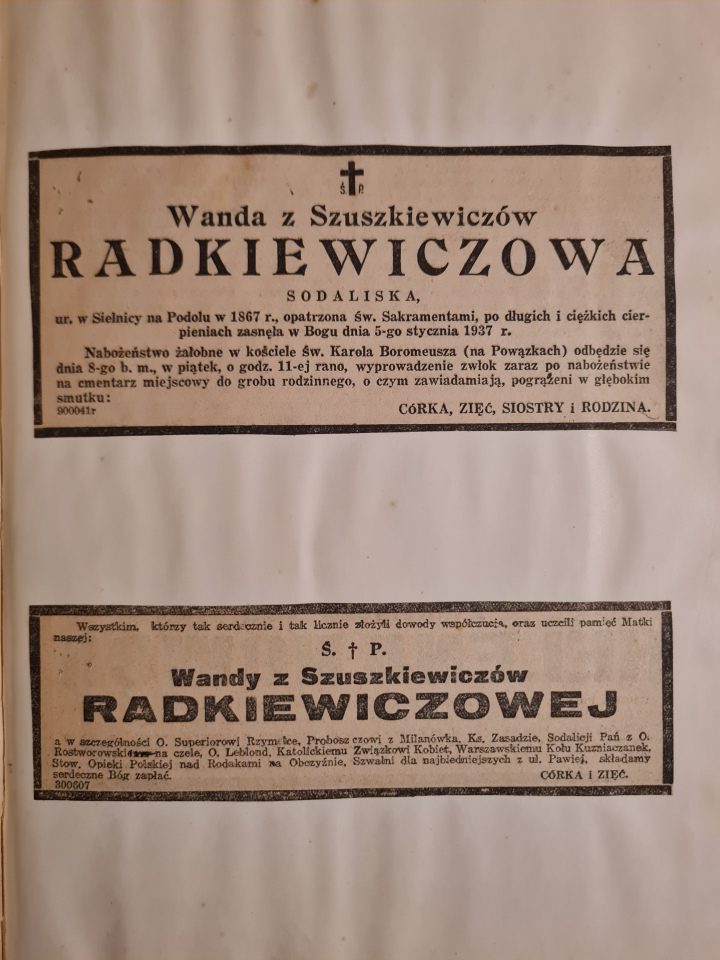 Ś. P.
Wanda z Szuszkiewiczów
RADKIEWICZOWA
SODALISKA,
ur. w Sielnicy na Podolu w 1867 r., opatrzona św. Sakramentami, po długich i ciężkich cier-
pieniach zasnęła w Bogu dnia 5-go stycznia 1937 r.
Nabożeństwo żałobne w kościele św. Karola Boromeusza (na Powązkach) odbędzie się
dnia 8-go b. m., w piątek, o godz. 11-ej rano, wyprowadzenie zwłok zaraz po nabożeństwie
na cmentarz miejscowy do grobu rodzinnego, o czym zawiadamiają, pogrążeni w głębokim
smutku:
900041r CÓRKA, ZIĘĆ, SIOSTRY i RODZINA.
Wszystkim, którzy tak serdecznie i tak licznie złożyli dowody współczucia, oraz uczcili pamięć Matki
naszej:
Ś. † P.
Wandy z Szuszkiewiczów
RADKIEWICZOWEJ
a w szczególności O. Superiorowi Rzymełce, Proboszczowi z Milanówka, Ks. Zasadzie, Sodalicji Pań z O.
Rostworowskim na czele, O. Leblond, Katolickiemu Związkowi Kobiet, Warszawskiemu Kołu Kuzniaczanek,
Stow. Opieki Polskiej nad Rodakami na Obczyźnie, Szwalni dla najbiedniejszych z ul. Pawiej, składamy
serdeczne Bóg zapłać. CÓRKA i ZIĘĆ.
300607